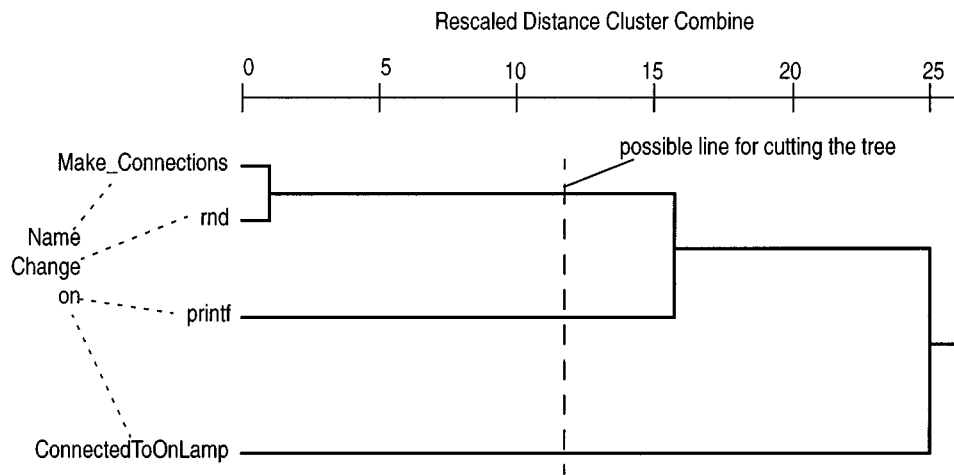 Rescaled Distance Cluster Combine
0 5 10 15 20 25
possible line for cutting the tree
Make_Connections
rnd
Name
Change
on
printf
ConnectedToOnLamp